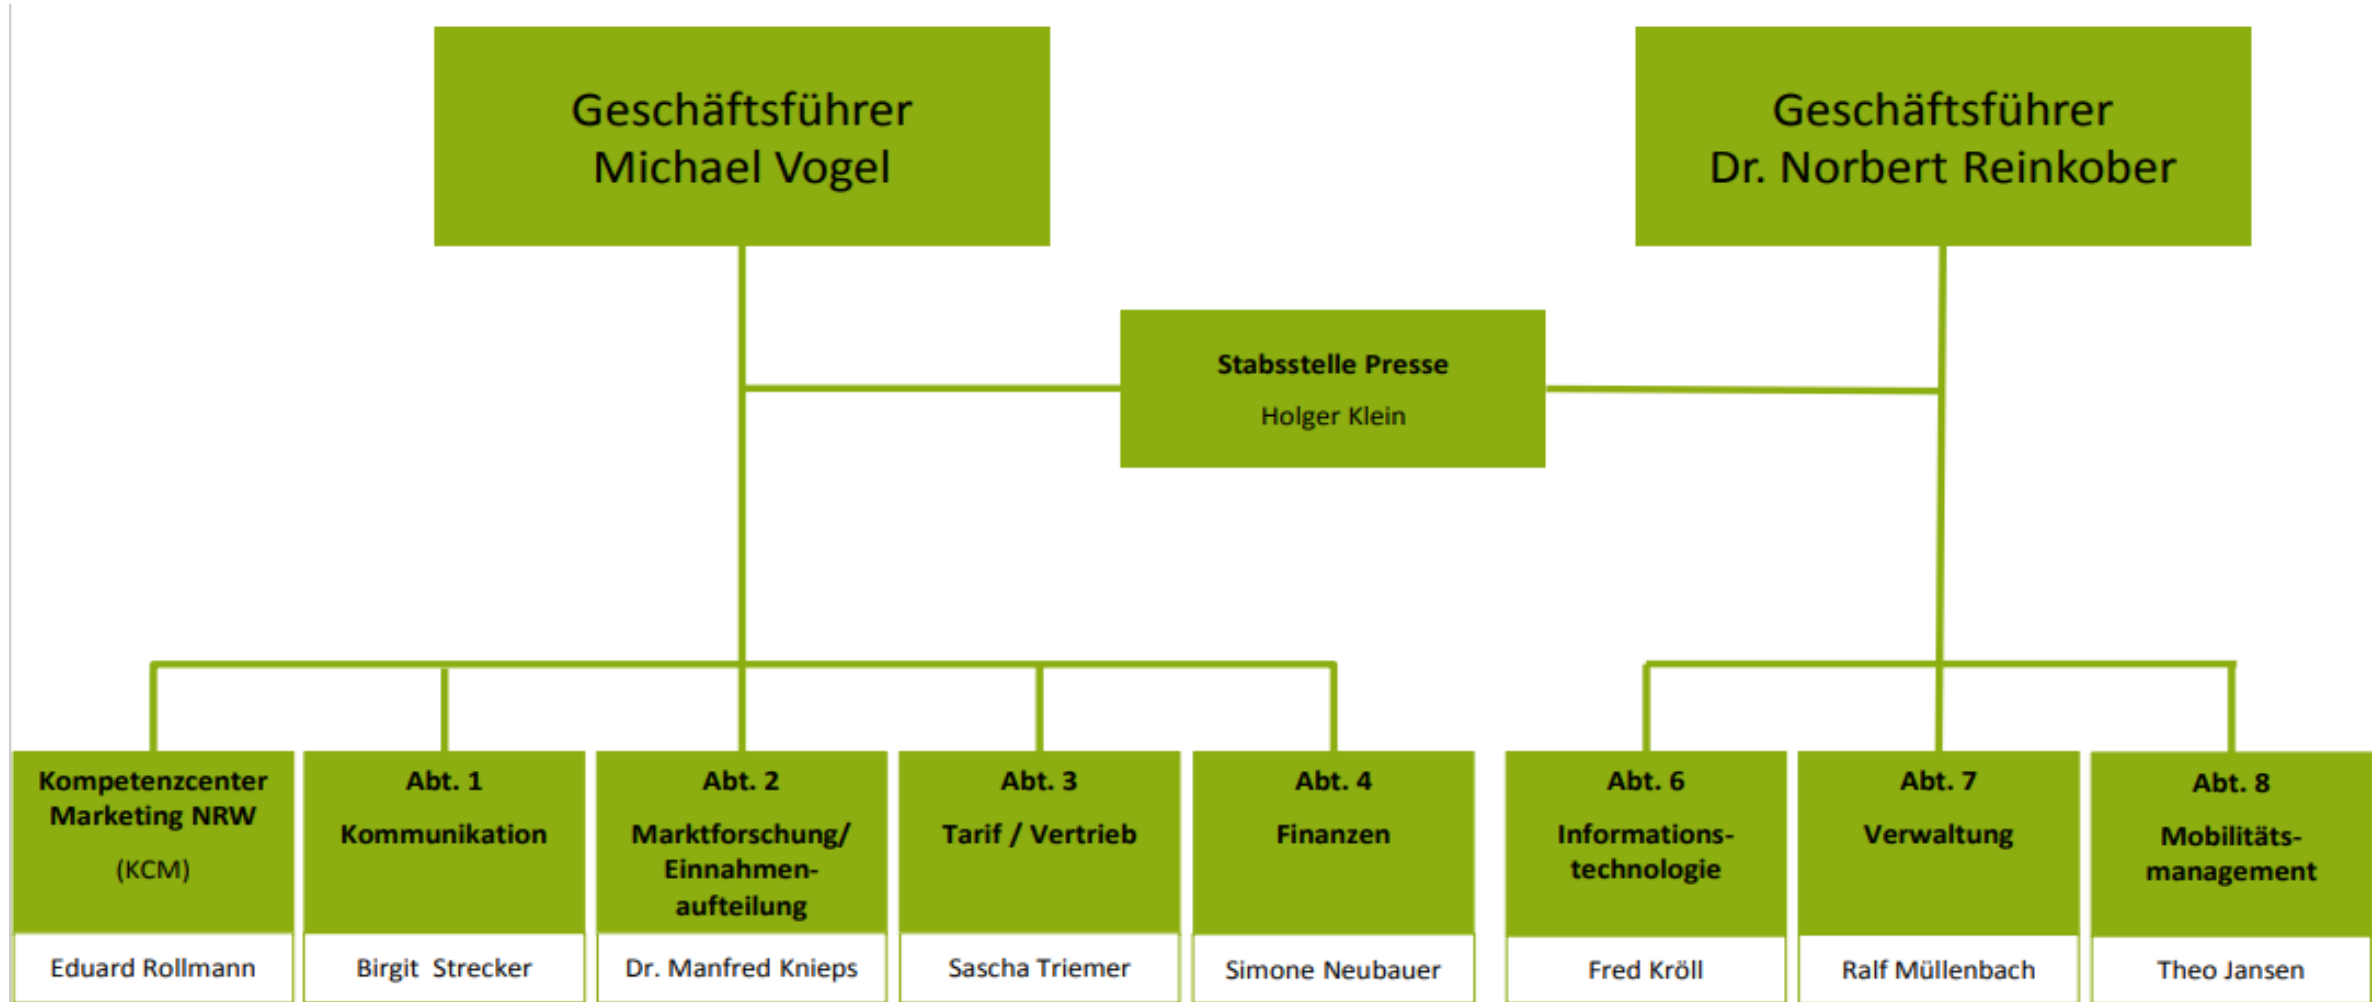 Geschäftsführer
Michael Vogel
Geschäftsführer
Dr. Norbert Reinkober
Stabsstelle Presse
Holger Klein
Kompetenzcenter
Marketing NRW
(KCM)
Eduard Rollmann
Abt. 1
Kommunikation
Birgit Strecker
Abt. 2
Marktforschung/
Einnahmen-
aufteilung
Dr. Manfred Knieps
Abt. 3
Tarif / Vertrieb
Sascha Triemer
Abt. 4
Finanzen
Simone Neubauer
Abt. 6
Informations-
technologie
Fred Kröll
Abt. 7
Verwaltung
Ralf Müllenbach
Abt. 8
Mobilitäts-
management
Theo Jansen